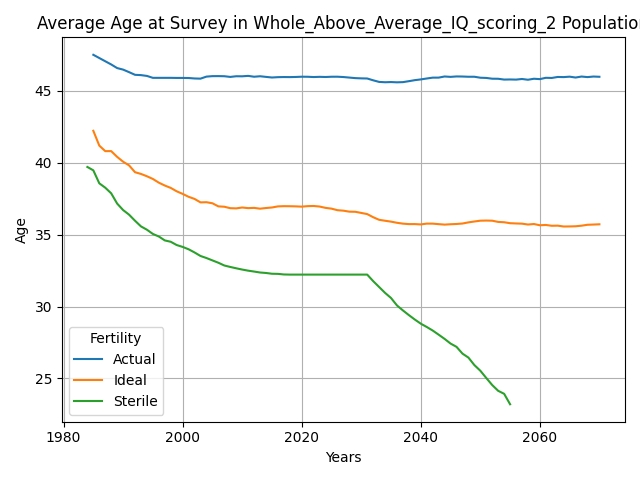 Average Age at Survey in Whole_Above_Average_IQ_scoring_2 Population
45
40
35
30
25
Age
Fertility
Actual
Ideal
Sterile
1980
2000
2020
2040
2060
Years